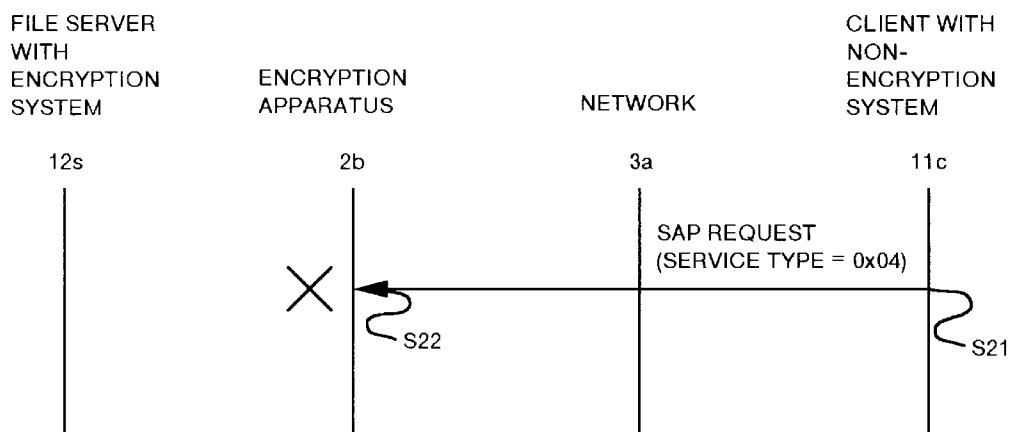 FILE SERVER
WITH
ENCRYPTION
SYSTEM
ENCRYPTION
APPARATUS
NETWORK
CLIENT WITH
NON-
ENCRYPTION
SYSTEM
12s
2b
3a
11c
SAP REQUEST
(SERVICE TYPE = 0x04)
S22
S21